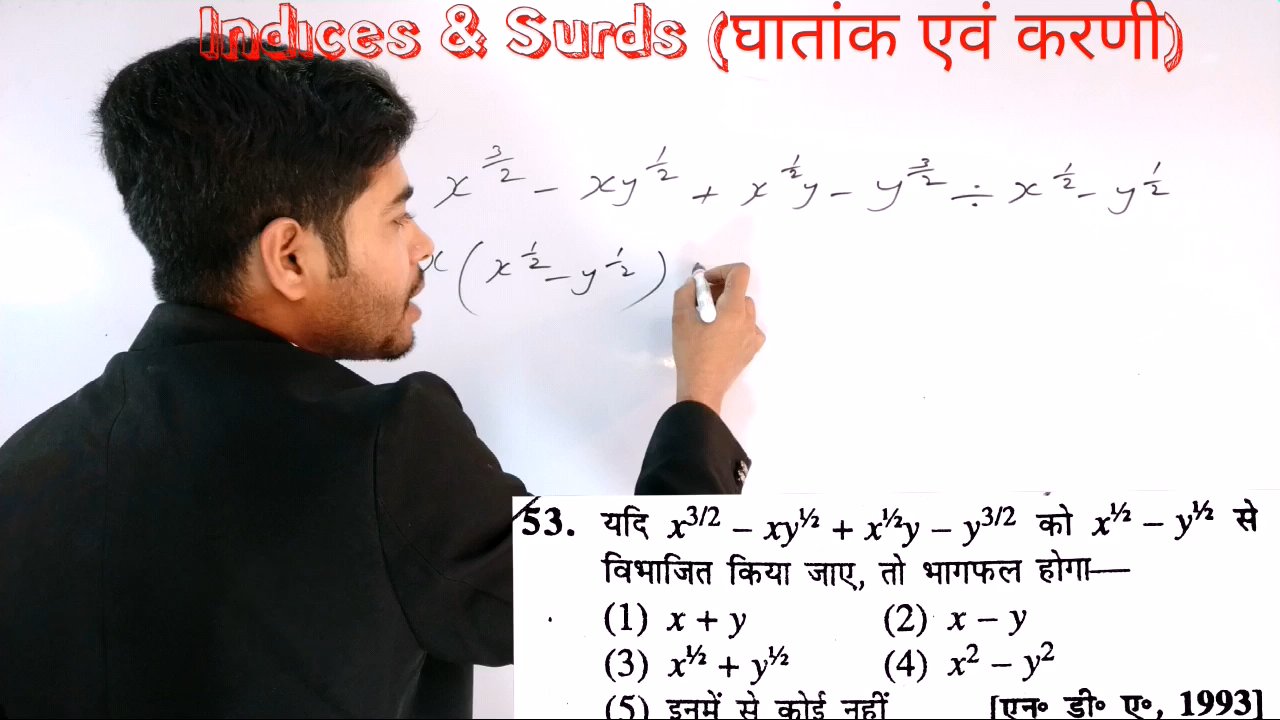 Indices & Surds (घातांक एवं करणी)
x^{3/2} - xy^{1/2} + x^{1/2}y - y^{3/2} ÷ x^{1/2} - y^{1/2}
x(x^{1/2} - y^{1/2})
53. यदि x^{3/2} – xy^{½} + x^{½}y – y^{3/2} को x^{½} – y^{½} से
विभाजित किया जाए, तो भागफल होगा—
(1) x + y (2) x – y
(3) x^{½} + y^{½} (4) x² – y²
(5) इनमें से कोई नहीं [एन॰ डी॰ ए॰, 1993]